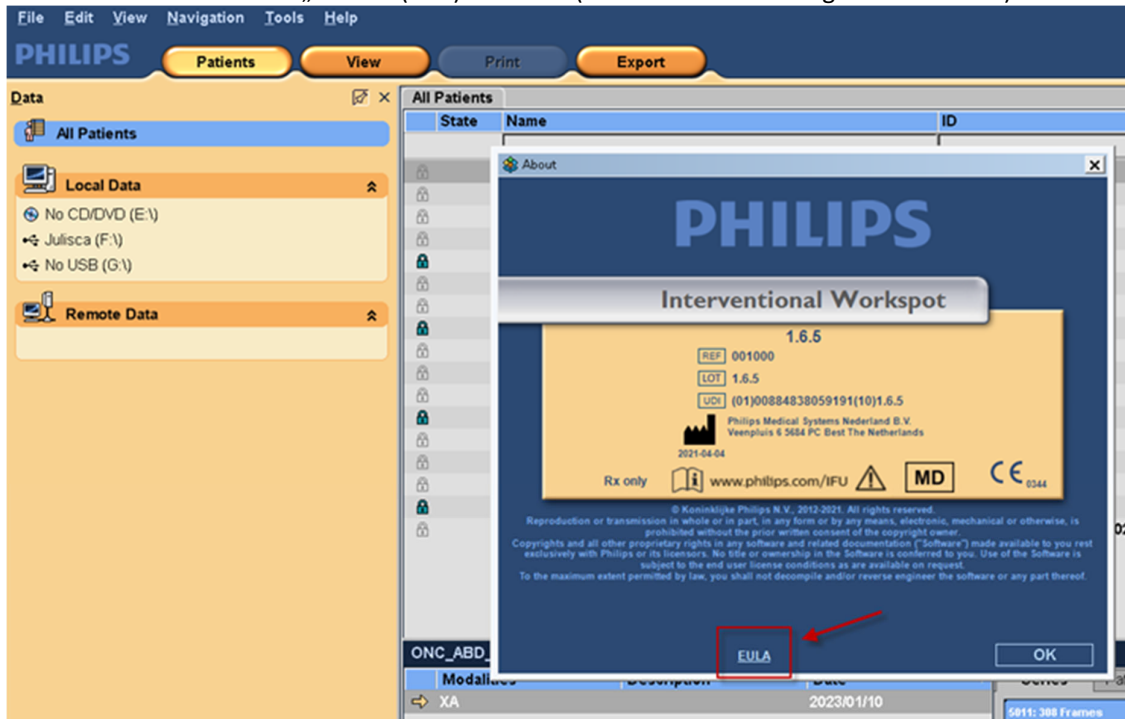 File Edit View Navigation Tools Help
PHILIPS
Patients View Print Export
Data
All Patients
Local Data
No CD/DVD (E:\)
Julisca (F:\)
No USB (G:\)
Remote Data
All Patients
State Name ID
About
PHILIPS
Interventional Workspot
1.6.5
REF 001000
LOT 1.6.5
UDI (01)00884838059191(10)1.6.5
Philips Medical Systems Nederland B.V.
Veenpluis 6 5684 PC Best The Netherlands
2021-04-04
Rx only www.philips.com/IFU MD CE 0344
© Koninklijke Philips N.V., 2012-2021. All rights reserved.
Reproduction or transmission in whole or in part, in any form or by any means, electronic, mechanical or otherwise, is
prohibited without the prior written consent of the copyright owner.
Copyrights and all other proprietary rights in any software and related documentation ("Software") made available to you rest
exclusively with Philips or its licensors. No title or ownership in the Software is conferred to you. Use of the Software is
subject to the end user license conditions as are available on request.
To the maximum extent permitted by law, you shall not decompile and/or reverse engineer the software or any part thereof.
EULA OK
ONC_ABD_
XA 2023/01/10
5011: 308 Frames